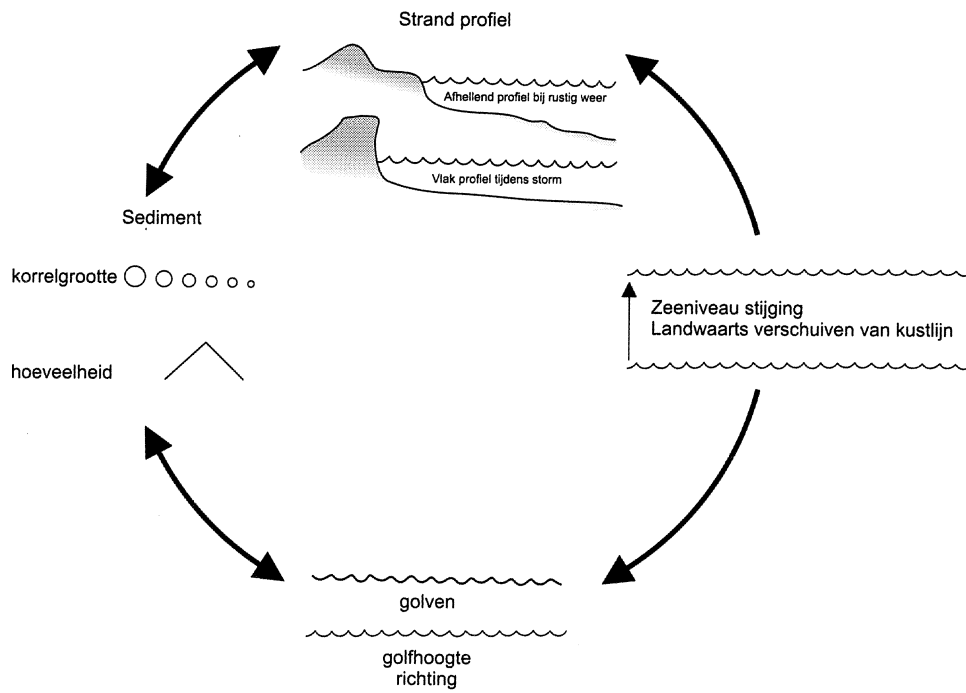 Strand profiel
Afhellend profiel bij rustig weer
Vlak profiel tijdens storm
Sediment
korrelgrootte
hoeveelheid
Zeeniveau stijging
Landwaarts verschuiven van kustlijn
golven
golfhoogte
richting